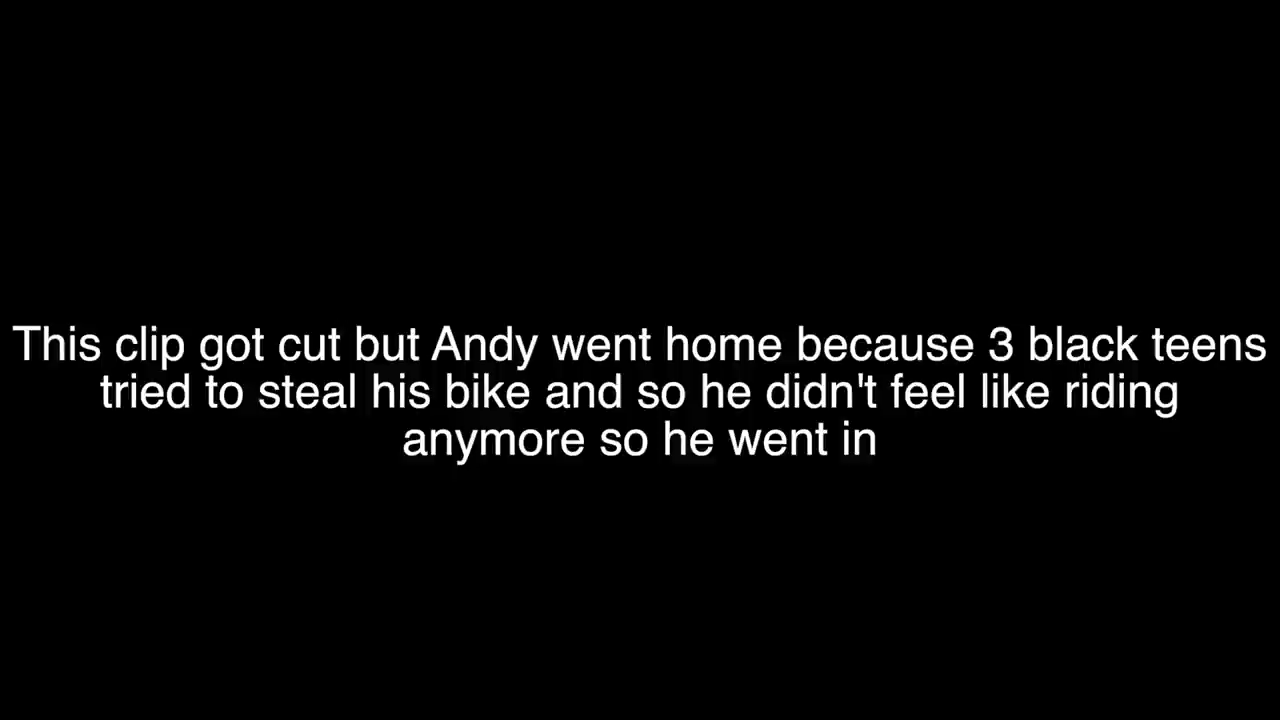 This clip got cut but Andy went home because 3 black teens
tried to steal his bike and so he didn't feel like riding
anymore so he went in